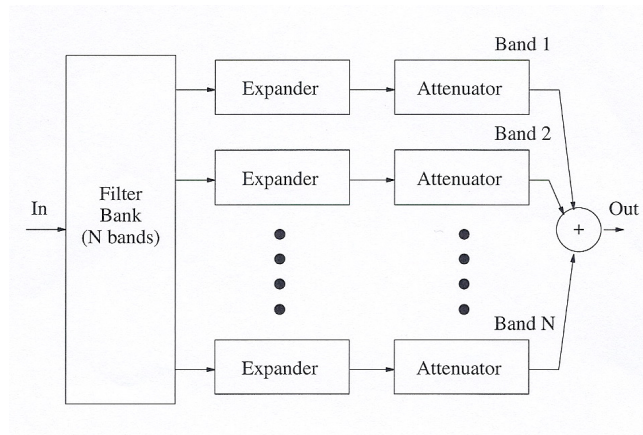 Band 1
Expander
Attenuator
Band 2
Expander
Attenuator
In
Filter
Bank
(N bands)
+
Out
Band N
Expander
Attenuator